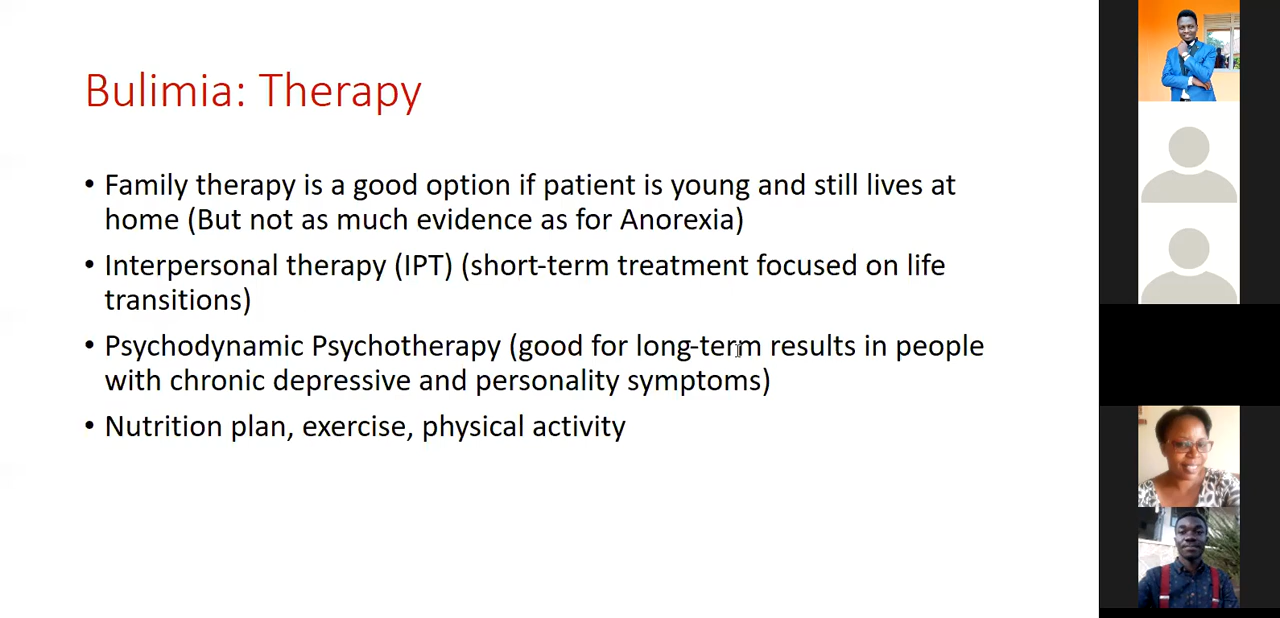 Bulimia: Therapy
• Family therapy is a good option if patient is young and still lives at
home (But not as much evidence as for Anorexia)
• Interpersonal therapy (IPT) (short-term treatment focused on life
transitions)
• Psychodynamic Psychotherapy (good for long-term results in people
with chronic depressive and personality symptoms)
• Nutrition plan, exercise, physical activity